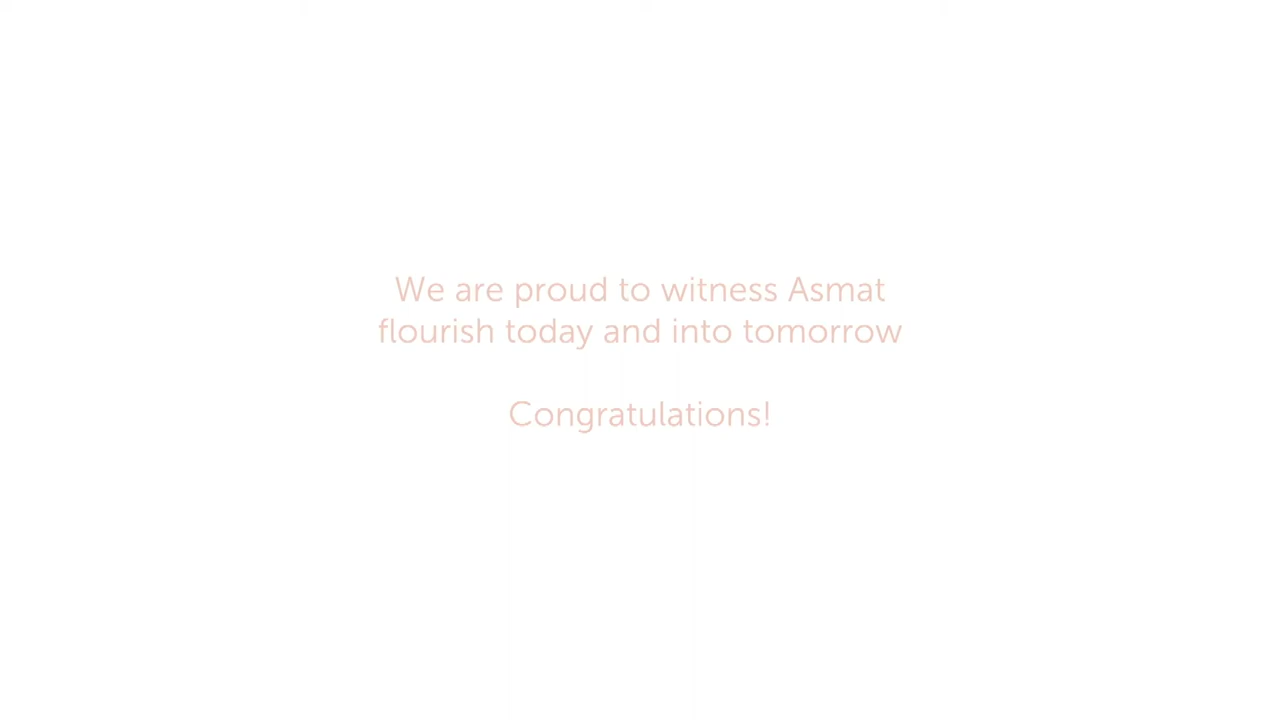 We are proud to witness Asmat
flourish today and into tomorrow
Congratulations!